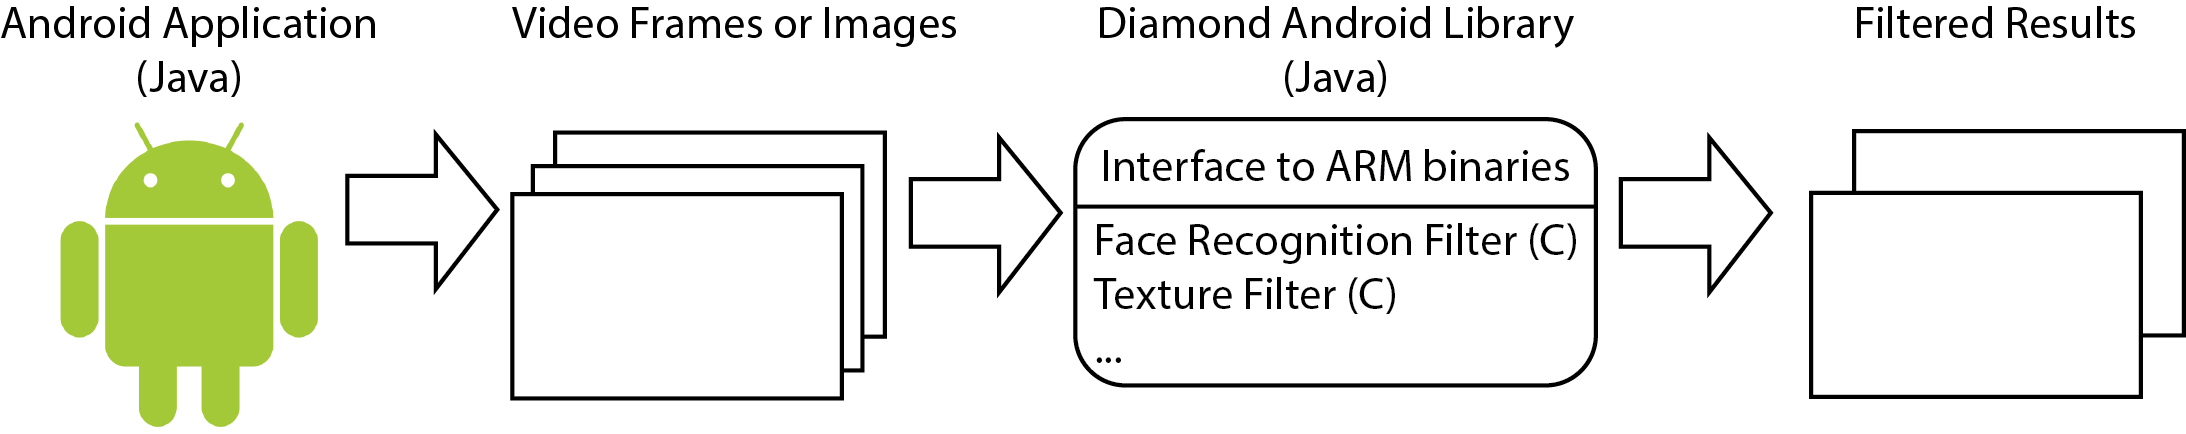 Android Application
(Java)
Video Frames or Images
Diamond Android Library
(Java)
Interface to ARM binaries
Face Recognition Filter (C)
Texture Filter (C)
...
Filtered Results